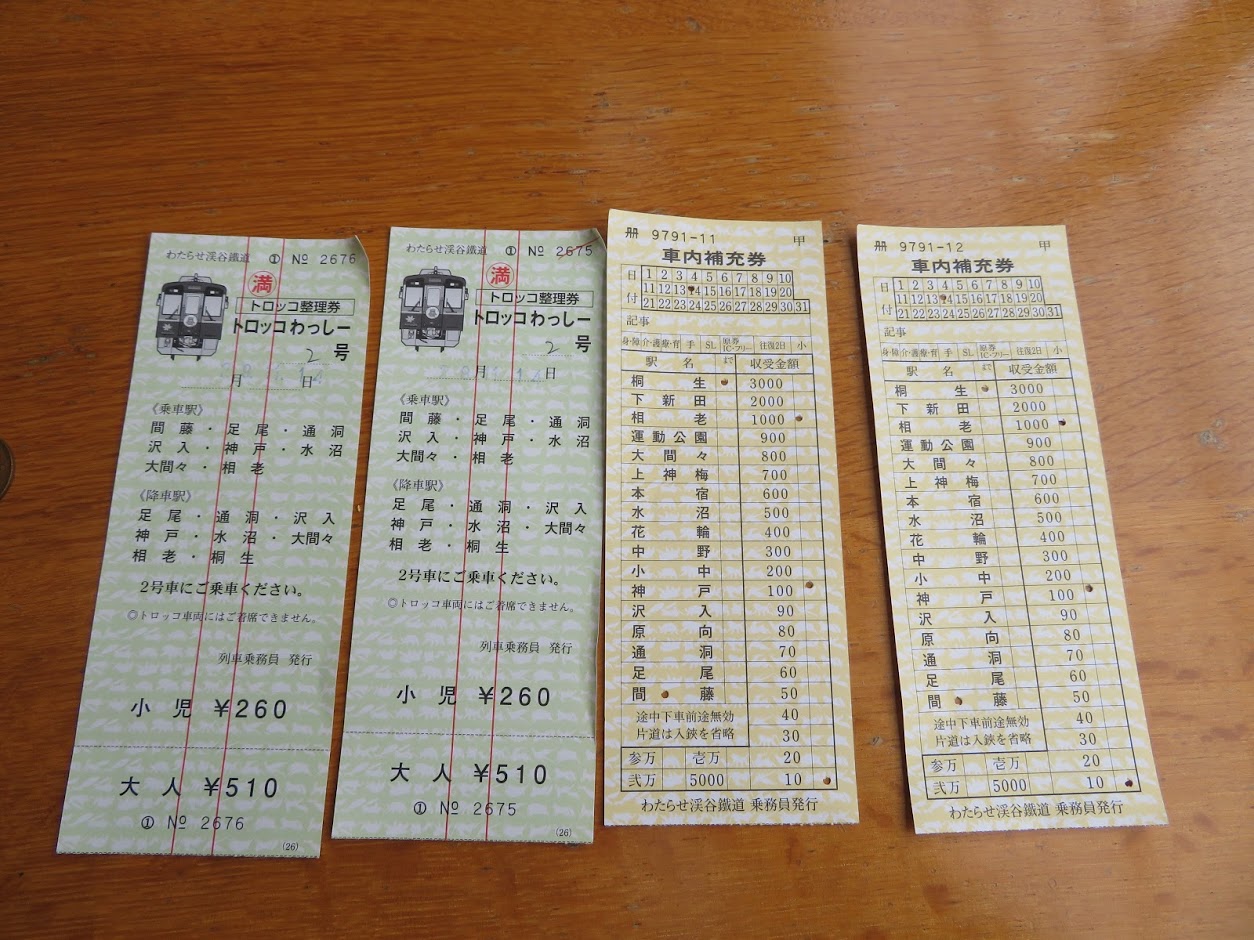 わたらせ渓谷鐵道 ① № 2676
満
トロッコ整理券
トロッコわっしー
2 号
月 14 日
《乗車駅》
間藤・足尾・通洞
沢入・神戸・水沼
大間々・相老
《降車駅》
足尾・通洞・沢入
神戸・水沼・大間々
相老・桐生
2号車にご乗車ください。
◎トロッコ車両にはご着席できません。
列車乗務員 発行
小児 ¥260
大人 ¥510
① № 2676
(26)
わたらせ渓谷鐵道 ① № 2675
満
トロッコ整理券
トロッコわっしー
2 号
月 14 日
《乗車駅》
間藤・足尾・通洞
沢入・神戸・水沼
大間々・相老
《降車駅》
足尾・通洞・沢入
神戸・水沼・大間々
相老・桐生
2号車にご乗車ください。
◎トロッコ車両にはご着席できません。
列車乗務員 発行
小児 ¥260
大人 ¥510
① № 2675
(26)
冊 9791-11 甲
車内補充券
日付
1 2 3 4 5 6 7 8 9 10
11 12 13 14 15 16 17 18 19 20
21 22 23 24 25 26 27 28 29 30 31
記事
身・障 介・護 療・育 手 SL 原券 (C・フリー) 往復2日 小
駅名 まで 収受金額
桐生 3000
下新田 2000
相老 1000
運動公園 900
大間々 800
上神梅 700
本宿 600
水沼 500
花輪 400
中野 300
小中 200
神戸 100
沢入 90
原向 80
通洞 70
足尾 60
間藤 50
途中下車前途無効 40
片道は入鋏を省略 30
参万 壱万 20
弐万 5000 10
わたらせ渓谷鐵道 乗務員発行
冊 9791-12 甲
車内補充券
日付
1 2 3 4 5 6 7 8 9 10
11 12 13 14 15 16 17 18 19 20
21 22 23 24 25 26 27 28 29 30 31
記事
身・障 介・護 療・育 手 SL 原券 (C・フリー) 往復2日 小
駅名 まで 収受金額
桐生 3000
下新田 2000
相老 1000
運動公園 900
大間々 800
上神梅 700
本宿 600
水沼 500
花輪 400
中野 300
小中 200
神戸 100
沢入 90
原向 80
通洞 70
足尾 60
間藤 50
途中下車前途無効 40
片道は入鋏を省略 30
参万 壱万 20
弐万 5000 10
わたらせ渓谷鐵道 乗務員発行